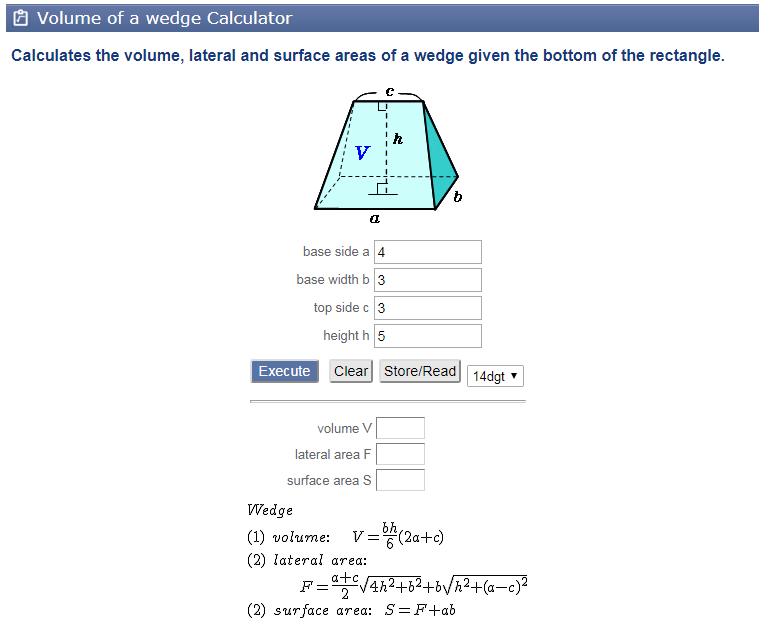 Volume of a wedge Calculator
Calculates the volume, lateral and surface areas of a wedge given the bottom of the rectangle.
c
h
V
b
a
base side a 4
base width b 3
top side c 3
height h 5
Execute Clear Store/Read 14dgt ▼
volume V
lateral area F
surface area S
Wedge
(1) volume: V=bh/6(2a+c)
(2) lateral area:
F=a+c/2√4h²+b²+b√h²+(a−c)²
(2) surface area: S=F+ab